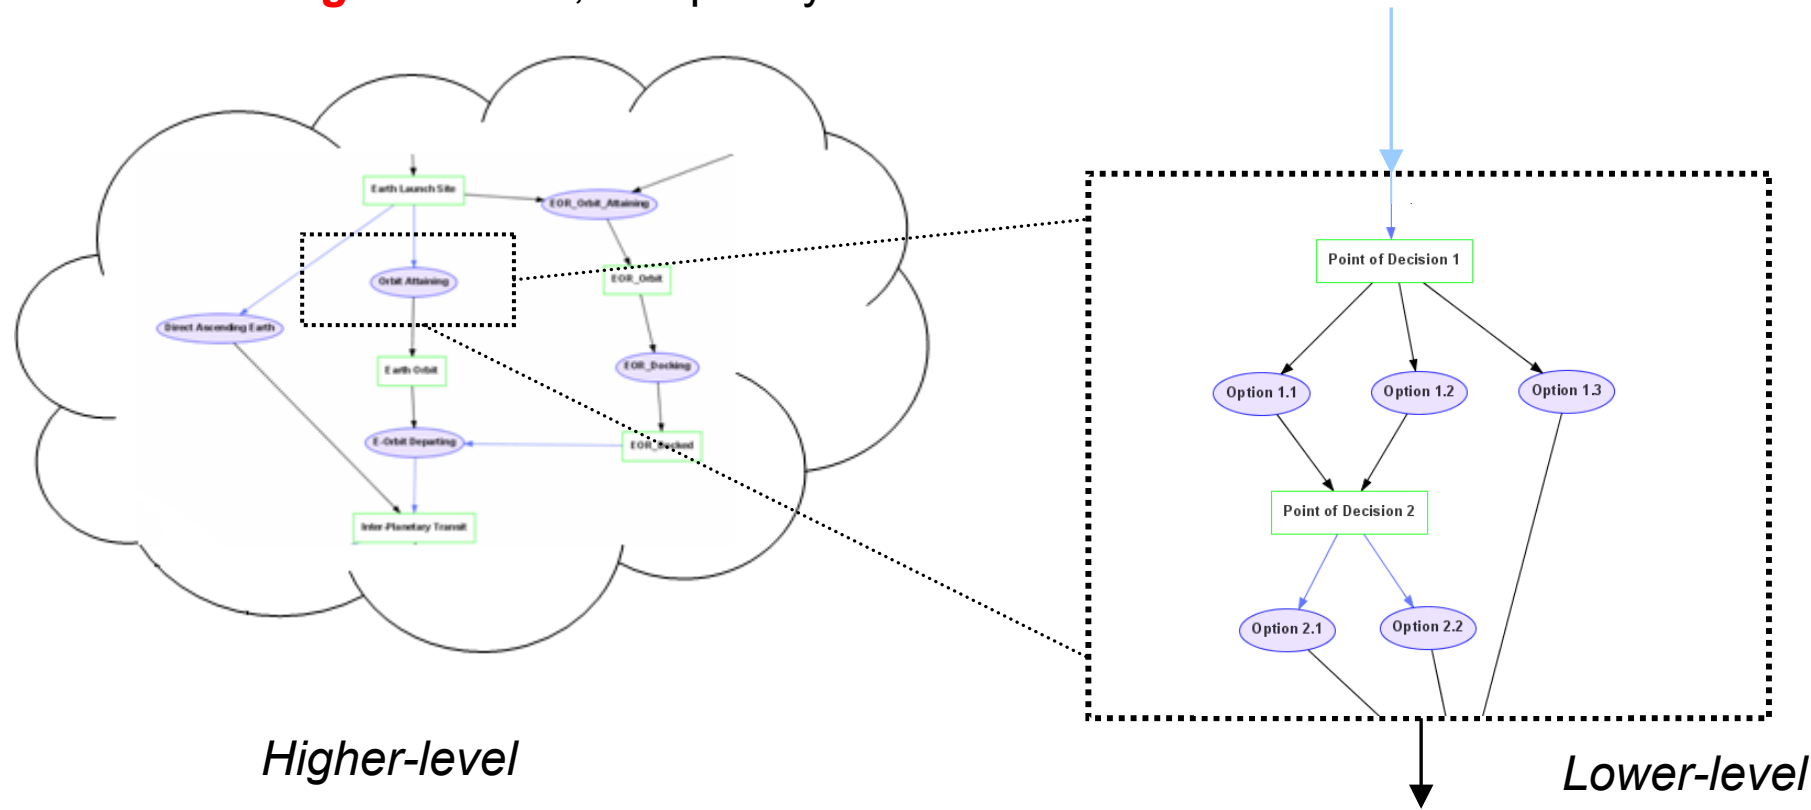 Earth Launch Site
EOR_Orbit_Attaining
Orbit Attaining
EOR_Orbit
Direct Ascending Earth
Earth Orbit
EOR_Docking
E-Orbit Departing
EOR_Docked
Inter-Planetary Transit
Higher-level
Point of Decision 1
Option 1.1
Option 1.2
Option 1.3
Point of Decision 2
Option 2.1
Option 2.2
Lower-level